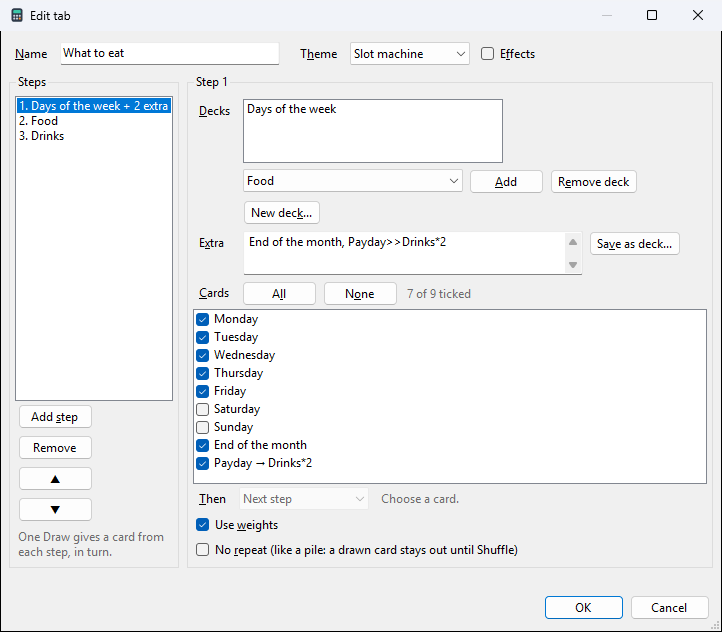 Edit tab
Name What to eat Theme Slot machine Effects
Steps
1. Days of the week + 2 extra
2. Food
3. Drinks
Add step
Remove
▲
▼
One Draw gives a card from
each step, in turn.
Step 1
Decks Days of the week
Food Add Remove deck
New deck...
Extra End of the month, Payday>>Drinks*2 Save as deck...
Cards All None 7 of 9 ticked
Monday
Tuesday
Wednesday
Thursday
Friday
Saturday
Sunday
End of the month
Payday → Drinks*2
Then Next step Choose a card.
Use weights
No repeat (like a pile: a drawn card stays out until Shuffle)
OK Cancel